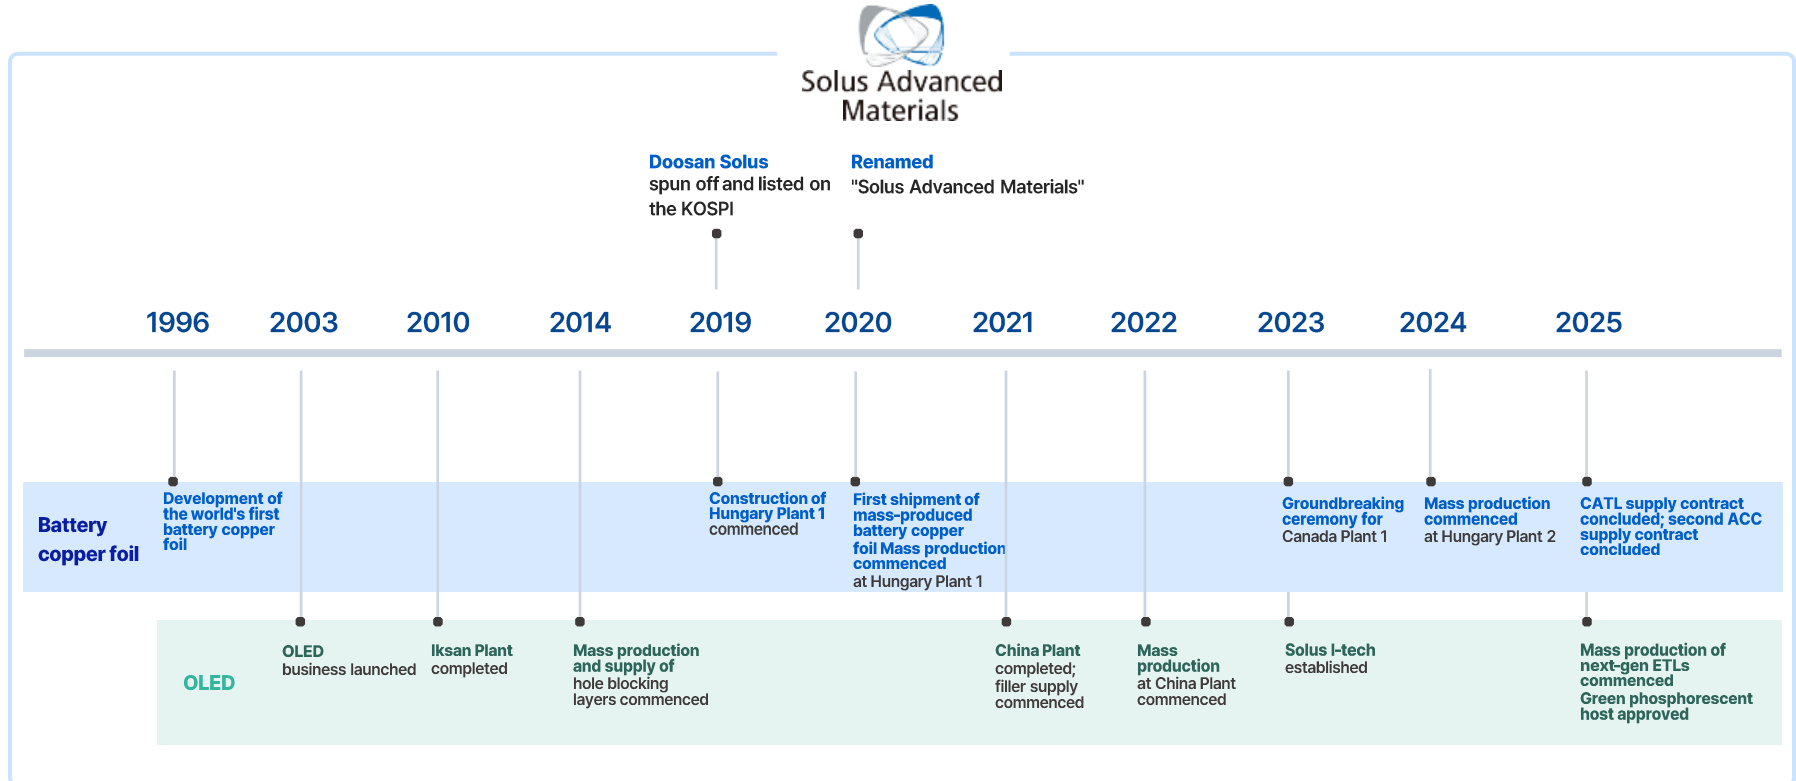 Solus Advanced
Materials
Doosan Solus
spun off and listed on
the KOSPI
Renamed
"Solus Advanced Materials"
1996
2003
2010
2014
2019
2020
2021
2022
2023
2024
2025
Battery
copper foil
Development of
the world's first
battery copper
foil
Construction of
Hungary Plant 1
commenced
First shipment of
mass-produced
battery copper
foil Mass production
commenced
at Hungary Plant 1
Groundbreaking
ceremony for
Canada Plant 1
Mass production
commenced
at Hungary Plant 2
CATL supply contract
concluded; second ACC
supply contract
concluded
OLED
OLED
business launched
Iksan Plant
completed
Mass production
and supply of
hole blocking
layers commenced
China Plant
completed;
filler supply
commenced
Mass
production
at China Plant
commenced
Solus I-tech
established
Mass production of
next-gen ETLs
commenced
Green phosphorescent
host approved